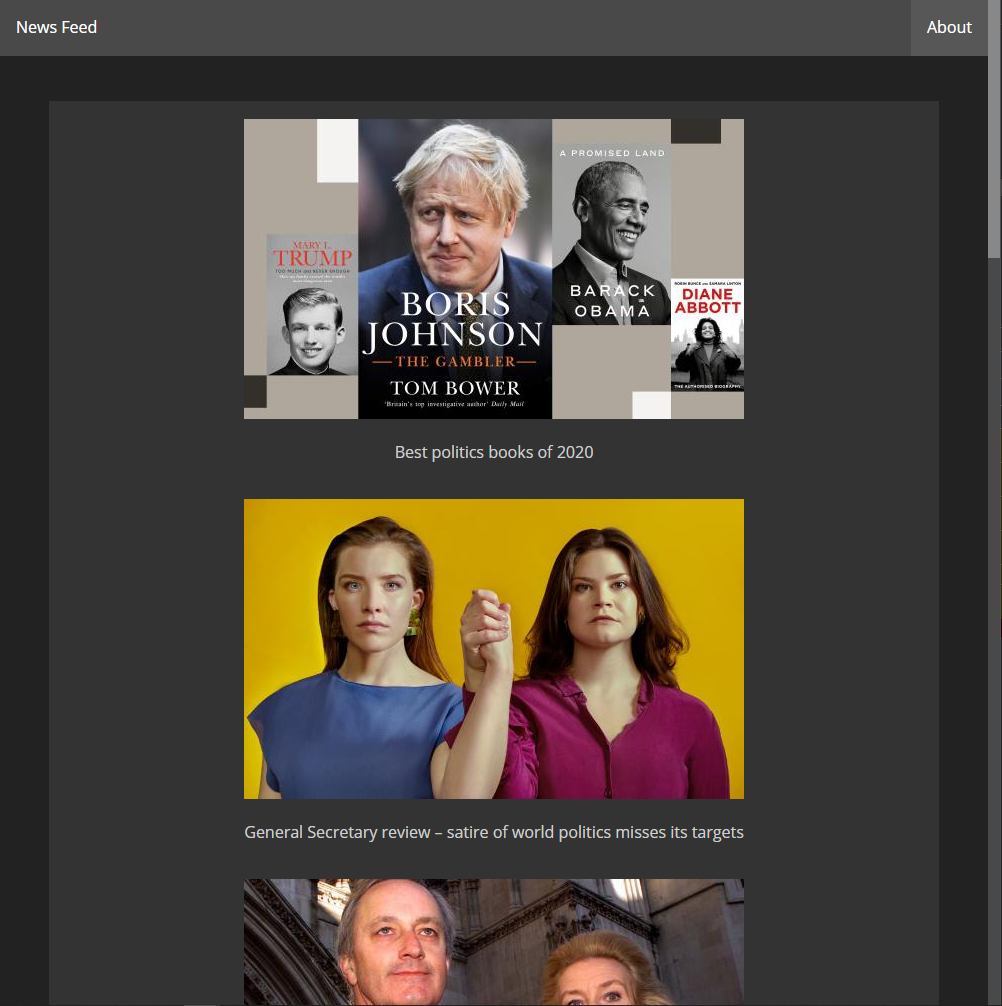 News Feed
About
MARY L.
TRUMP
TOO MUCH and NEVER ENOUGH
BORIS
JOHNSON
THE GAMBLER
TOM BOWER
'Britain's top investigative author' Daily Mail
A PROMISED LAND
BARACK
OBAMA
ROBIN BUNCE AND SAMARA LINTON
DIANE
ABBOTT
THE AUTHORISED BIOGRAPHY
Best politics books of 2020
General Secretary review – satire of world politics misses its targets